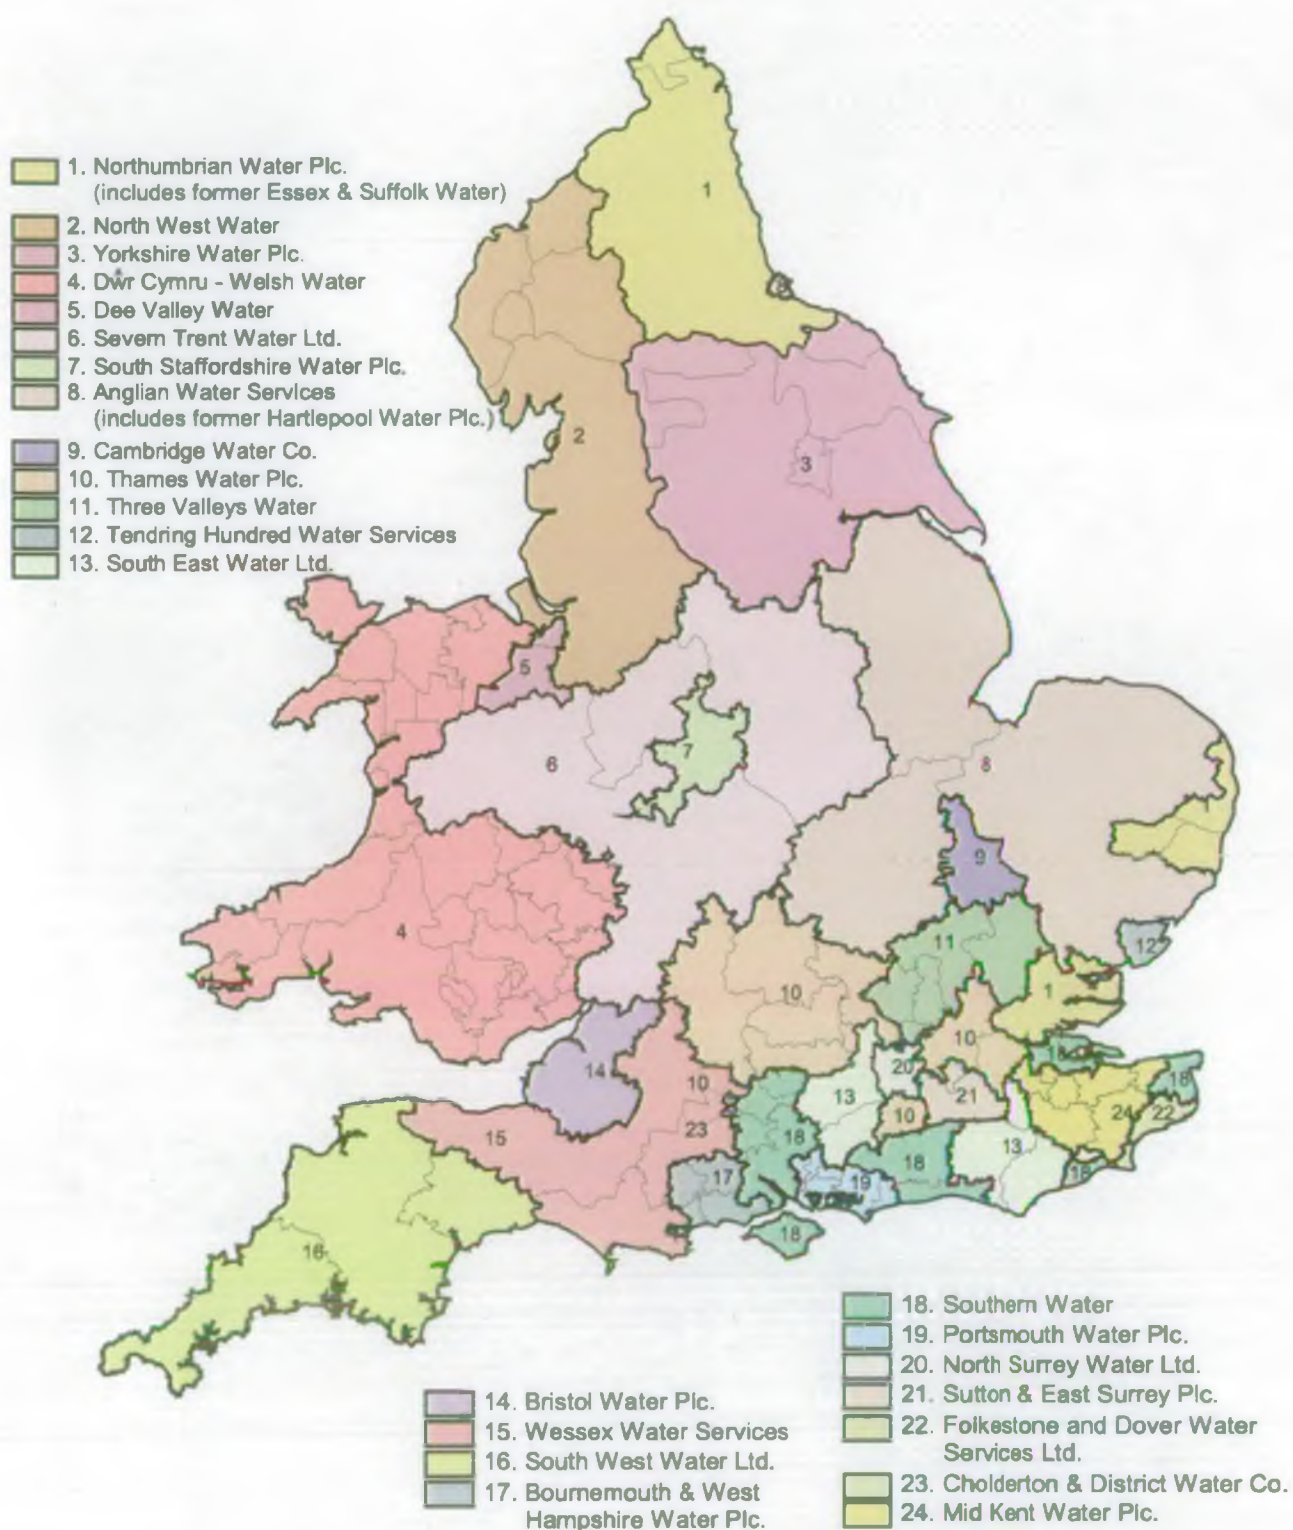 1. Northumbrian Water Plc.
(includes former Essex & Suffolk Water)
2. North West Water
3. Yorkshire Water Plc.
4. Dŵr Cymru - Welsh Water
5. Dee Valley Water
6. Severn Trent Water Ltd.
7. South Staffordshire Water Plc.
8. Anglian Water Services
(includes former Hartlepool Water Plc.)
9. Cambridge Water Co.
10. Thames Water Plc.
11. Three Valleys Water
12. Tendring Hundred Water Services
13. South East Water Ltd.
1
8
2
3
5
6
7
8
9
4
11
12
10
1
10
18
14
10
13
20
21
18
24
22
10
15
23
18
18
13
18
17
19
16
18
14. Bristol Water Plc.
15. Wessex Water Services
16. South West Water Ltd.
17. Bournemouth & West
Hampshire Water Plc.
18. Southern Water
19. Portsmouth Water Plc.
20. North Surrey Water Ltd.
21. Sutton & East Surrey Plc.
22. Folkestone and Dover Water
Services Ltd.
23. Cholderton & District Water Co.
24. Mid Kent Water Plc.